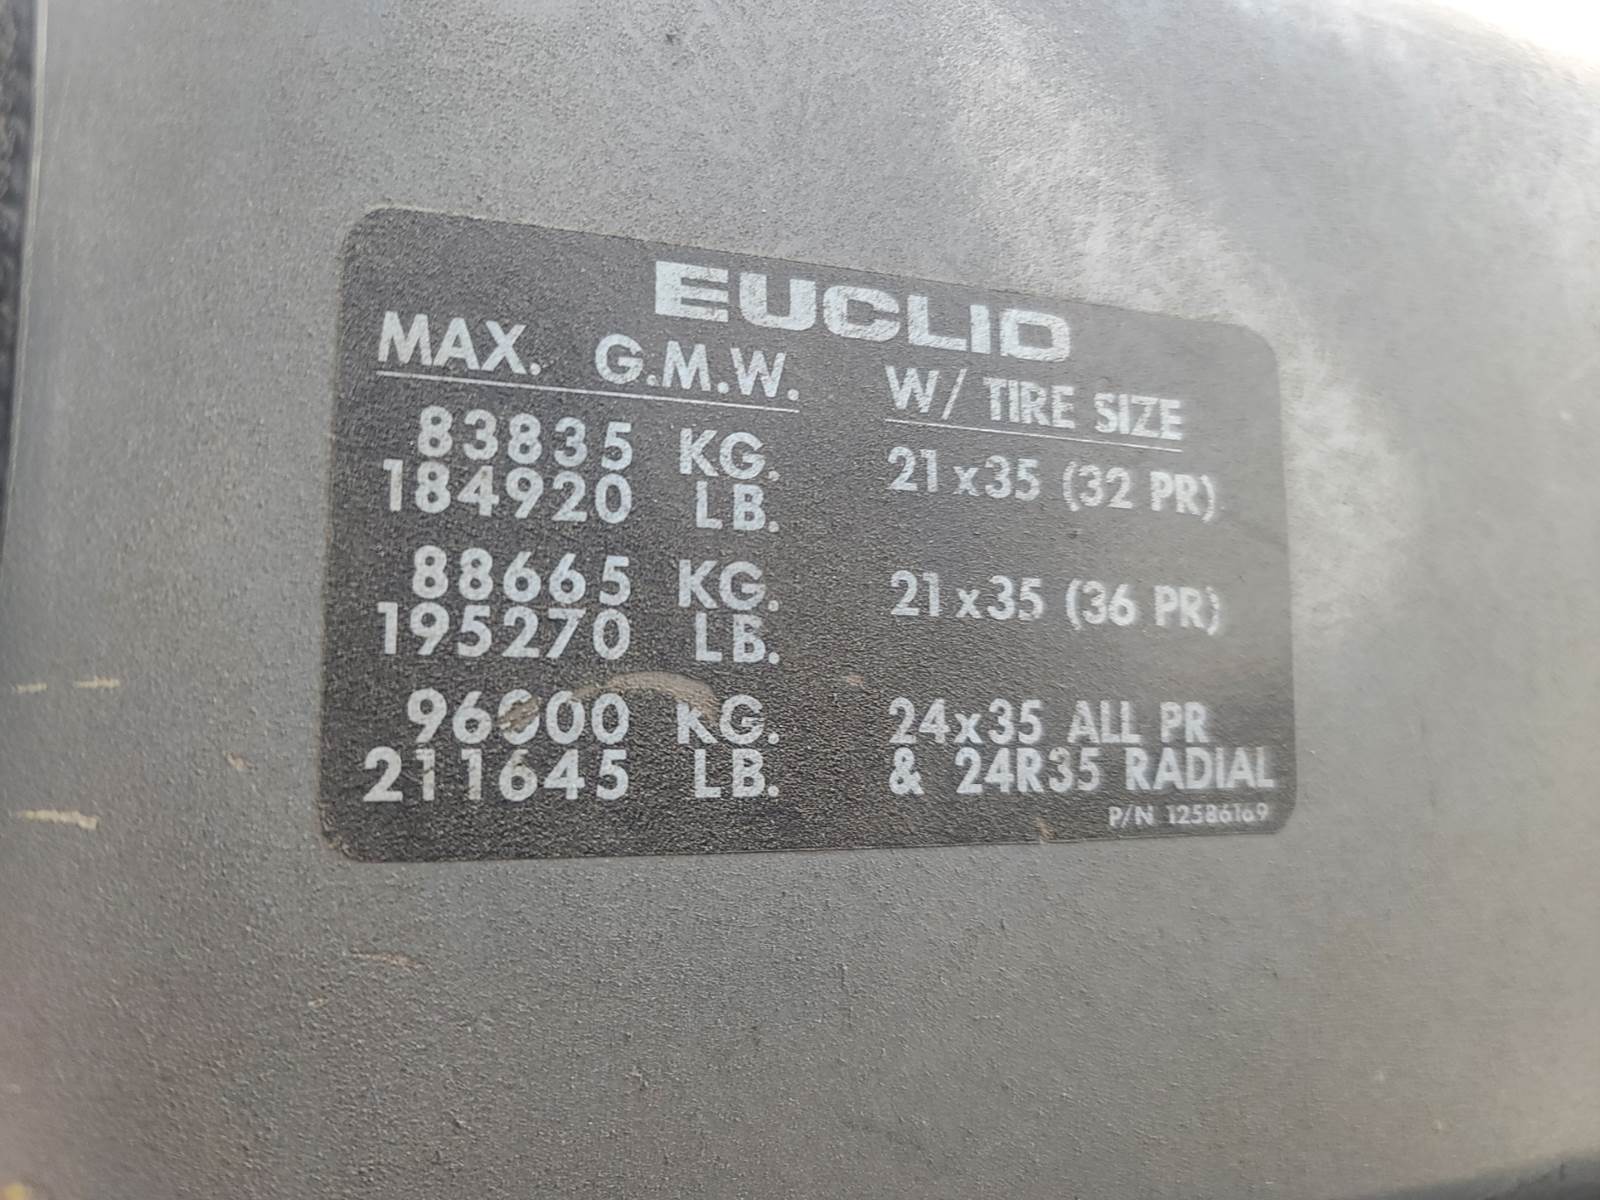 EUCLID
MAX. G.M.W. W/ TIRE SIZE
83835 KG. 21x35 (32 PR)
184920 LB.
88665 KG. 21x35 (36 PR)
195270 LB.
96000 KG. 24x35 ALL PR
211645 LB. & 24R35 RADIAL
P/N 12586169